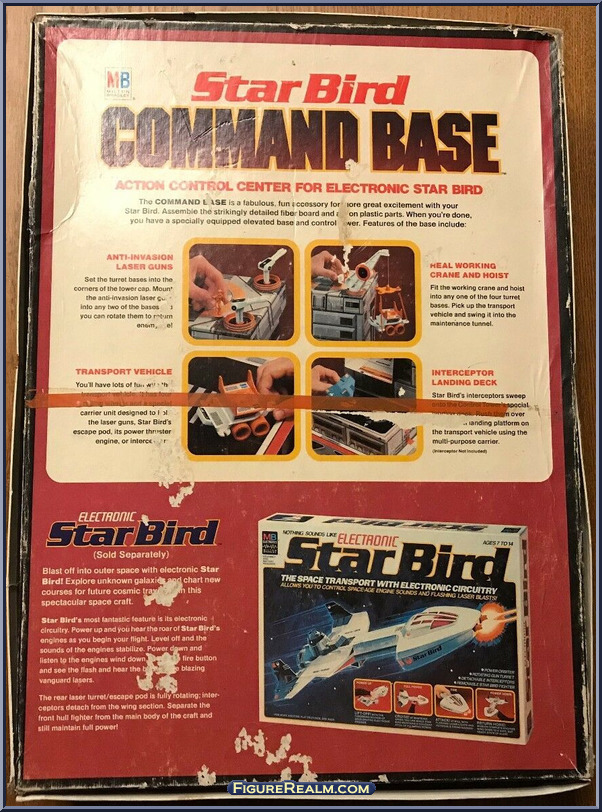 MB
MILTON
BRADLEY
Star Bird
COMMAND BASE
ACTION CONTROL CENTER FOR ELECTRONIC STAR BIRD
The COMMAND BASE is a fabulous, fun accessory for more great excitement with your
Star Bird. Assemble the strikingly detailed fiber board and on plastic parts. When you're done,
you have a specially equipped elevated base and control wer. Features of the base include:
ANTI-INVASION
LASER GUNS
Set the turret bases into the
corners of the tower cap. Mount
the anti-invasion laser
into any two of the bases
you can rotate them to return
enemy
REAL WORKING
CRANE AND HOIST
Fit the working crane and hoist
into any one of the four turret
bases. Pick up the transport
vehicle and swing it into the
maintenance tunnel.
TRANSPORT VEHICLE
You'll have lots of fun with
carrier unit designed to
the laser guns, Star Bird's
escape pod, its power thruster
engine, or
INTERCEPTOR
LANDING DECK
Star Bird's interceptors sweep
special
over
landing platform on
the transport vehicle using the
multi-purpose carrier.
(Interceptor Not Included)
ELECTRONIC
Star Bird
(Sold Separately)
Blast off into outer space with electronic Star
Bird! Explore unknown galaxies and chart new
courses for future cosmic in this
spectacular space craft.
Star Bird's most fantastic feature is its electronic
circuitry. Power up and you hear the roar of Star Bird's
engines as you begin your flight. Level off and the
sounds of the engines stabilize. Power down and
listen to the engines wind down. fire button
and see the flash and hear the blazing
vanguard lasers.
The rear laser turret/escape pod is fully rotating; inter-
ceptors detach from the wing section. Separate the
front hull fighter from the main body of the craft and
still maintain full power!
NOTHING SOUNDS LIKE ELECTRONIC
AGES 7 TO 14
MB
Star Bird
THE SPACE TRANSPORT WITH ELECTRONIC CIRCUITRY
ALLOWS YOU TO CONTROL SPACE-AGE ENGINE SOUNDS AND FLASHING LASER BLASTS!
Star Bird
FIGUREREALM.COM